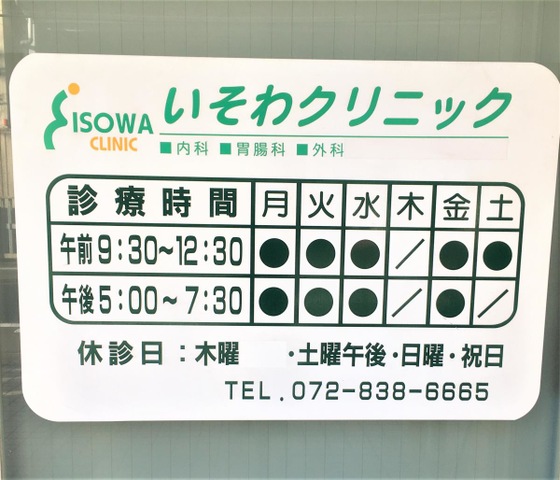 ISOWA
CLINIC
いそわクリニック
■内科 ■胃腸科 ■外科
診療時間 月 火 水 木 金 土
午前9:30~12:30 ● ● ● ／ ● ●
午後5:00~7:30 ● ● ● ／ ● ／
休診日：木曜 ・土曜午後・日曜・祝日
TEL.072-838-6665